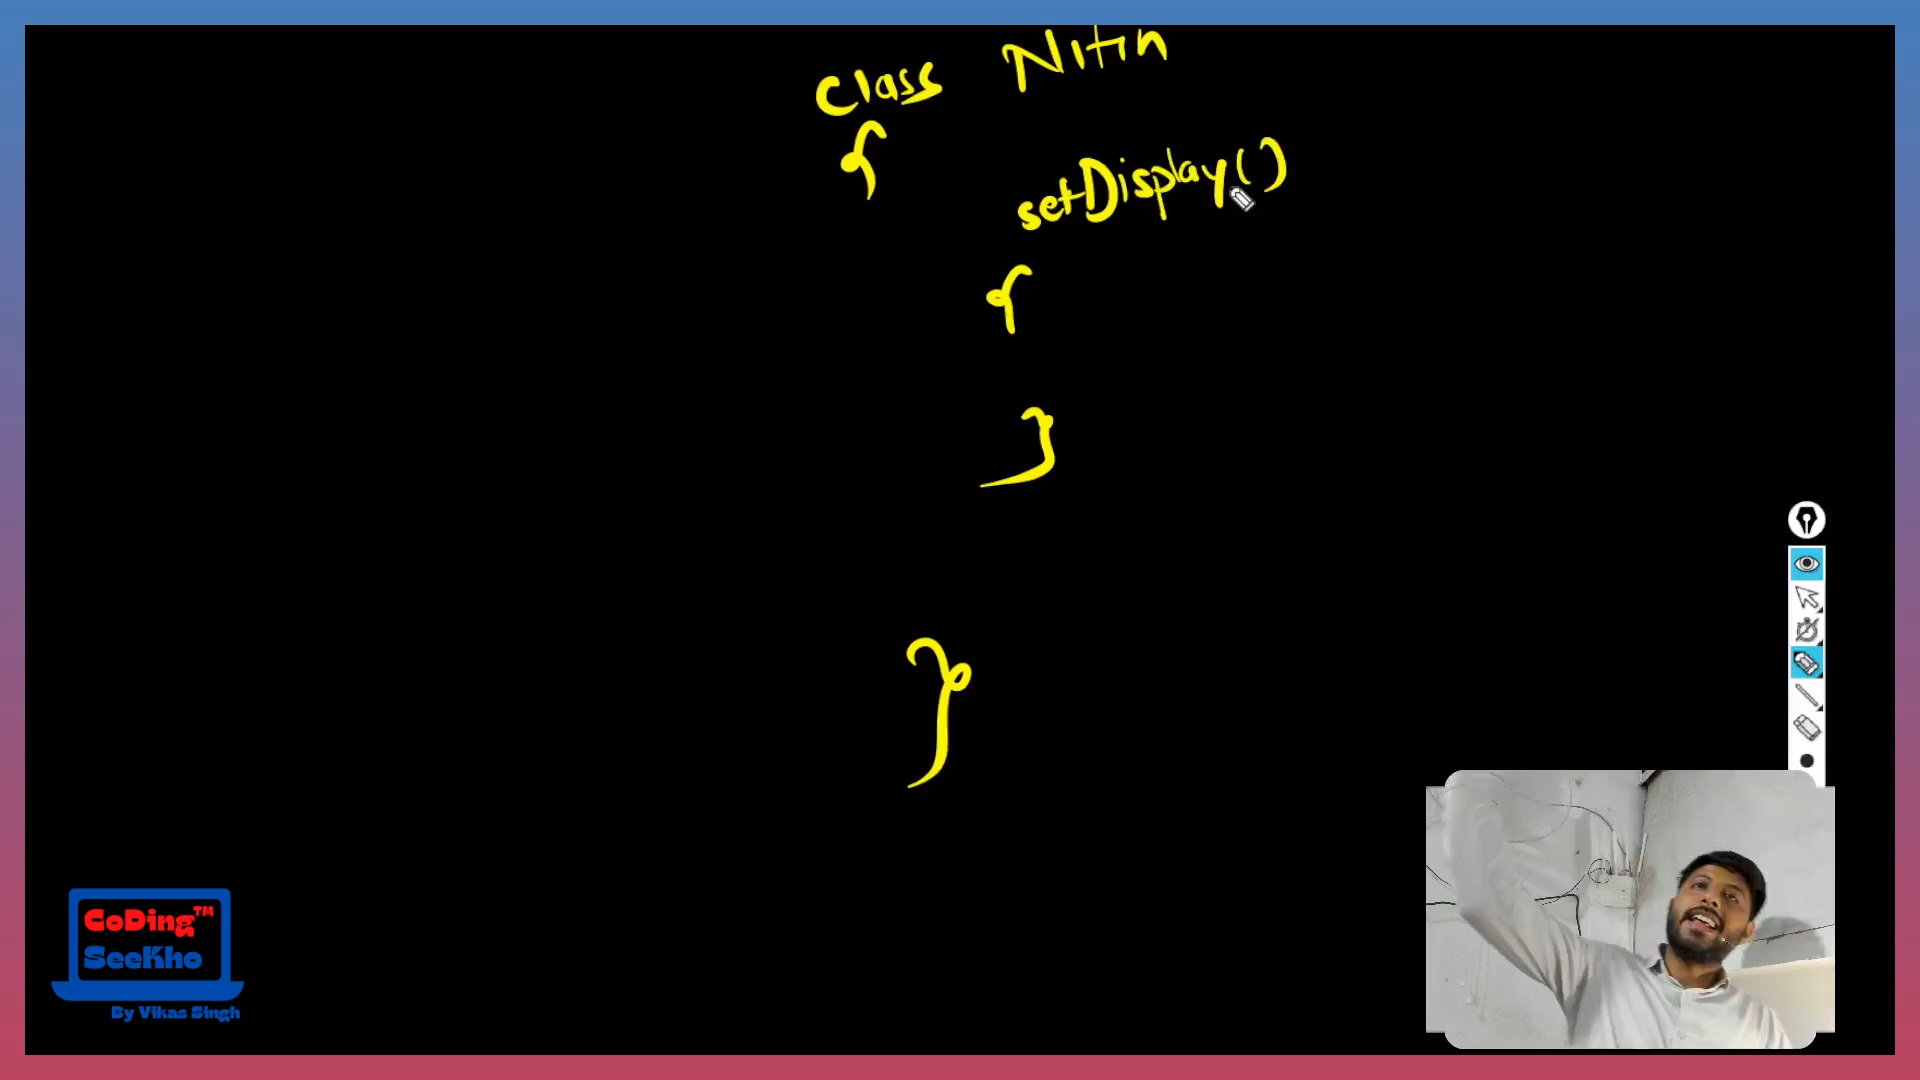 Class Nitin
{
setDisplay()
{
}
}
CoDing™
SeeKho
By Vikas Singh